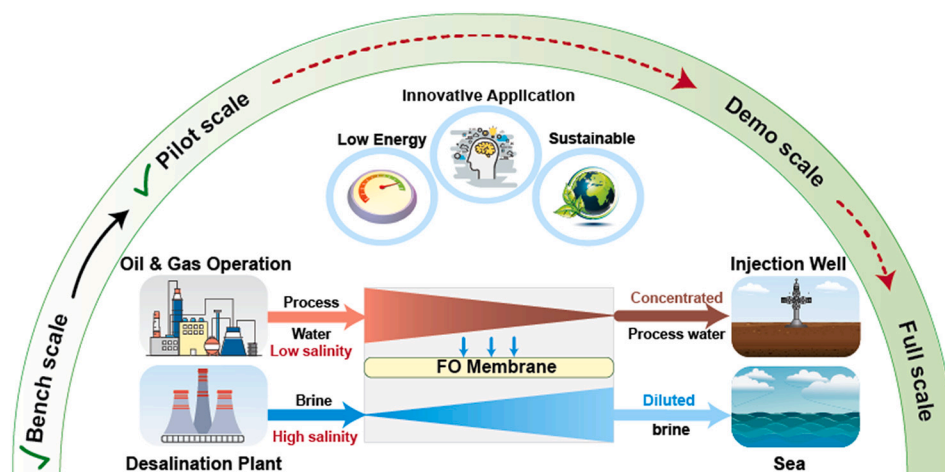 Bench scale
Pilot scale
Demo scale
Full scale
Innovative Application
Low Energy
Sustainable
Oil & Gas Operation
Injection Well
Process
Water
Low salinity
Concentrated
Process water
FO Membrane
Brine
High salinity
Diluted
brine
Desalination Plant
Sea